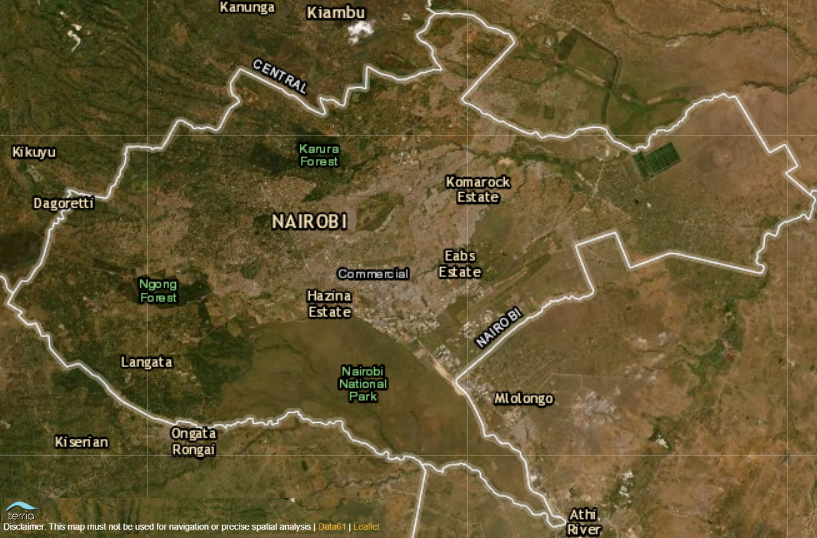 Kanunga
Kiambu
CENTRAL
Karura
Forest
Kikuyu
Komarock
Estate
Dagoretti
NAIROBI
Eabs
Estate
Commercial
Ngong
Forest
Hazina
Estate
NAIROBI
Langata
Nairobi
National
Park
Mlolongo
Kiserian
Ongata
Rongai
Athi
River
terria
Disclaimer: This map must not be used for navigation or precise spatial analysis | Data61 | Leaflet